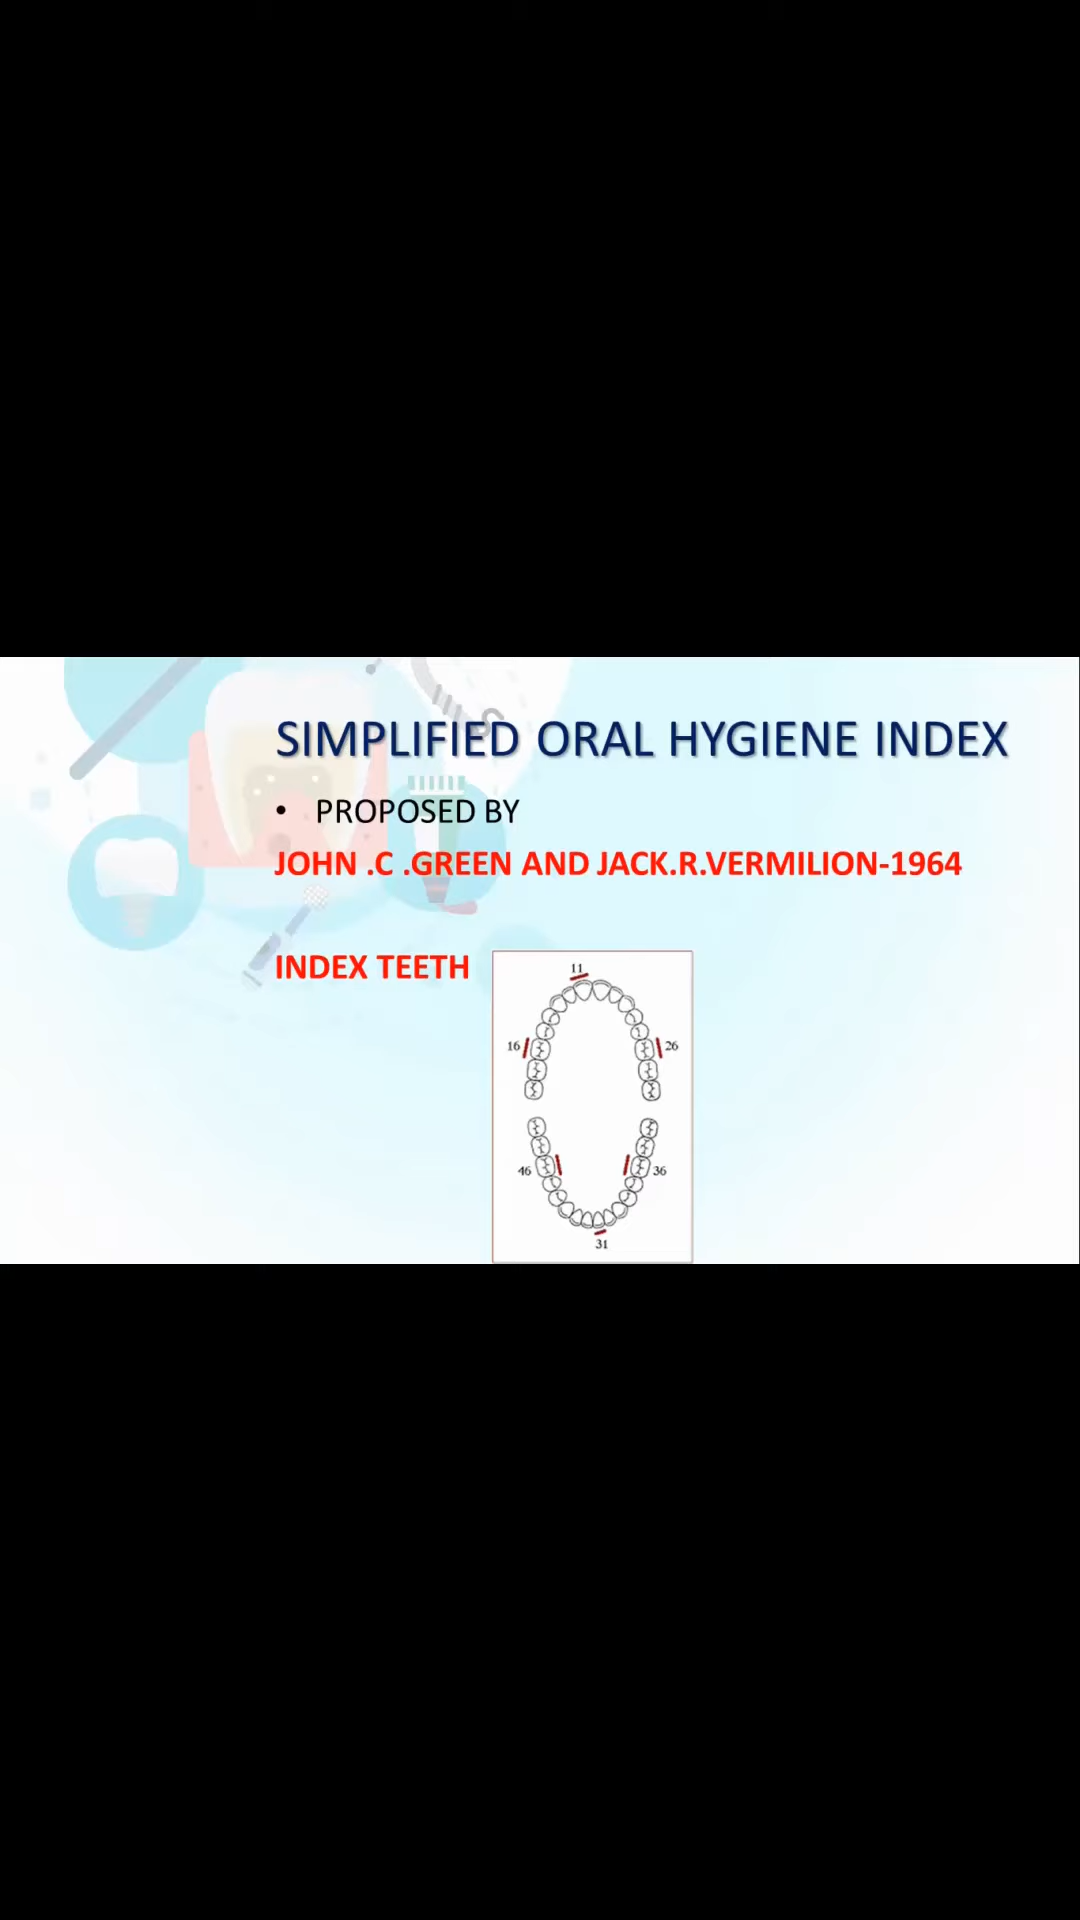 SIMPLIFIED ORAL HYGIENE INDEX
• PROPOSED BY
JOHN .C .GREEN AND JACK.R.VERMILION-1964
INDEX TEETH
11
16 26
46 36
31